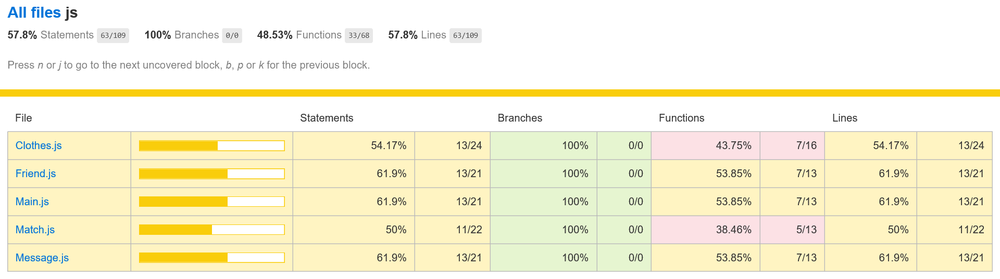 All files js
57.8% Statements 63/109 100% Branches 0/0 48.53% Functions 33/68 57.8% Lines 63/109
Press n or j to go to the next uncovered block, b, p or k for the previous block.
File Statements Branches Functions Lines
Clothes.js 54.17% 13/24 100% 0/0 43.75% 7/16 54.17% 13/24
Friend.js 61.9% 13/21 100% 0/0 53.85% 7/13 61.9% 13/21
Main.js 61.9% 13/21 100% 0/0 53.85% 7/13 61.9% 13/21
Match.js 50% 11/22 100% 0/0 38.46% 5/13 50% 11/22
Message.js 61.9% 13/21 100% 0/0 53.85% 7/13 61.9% 13/21